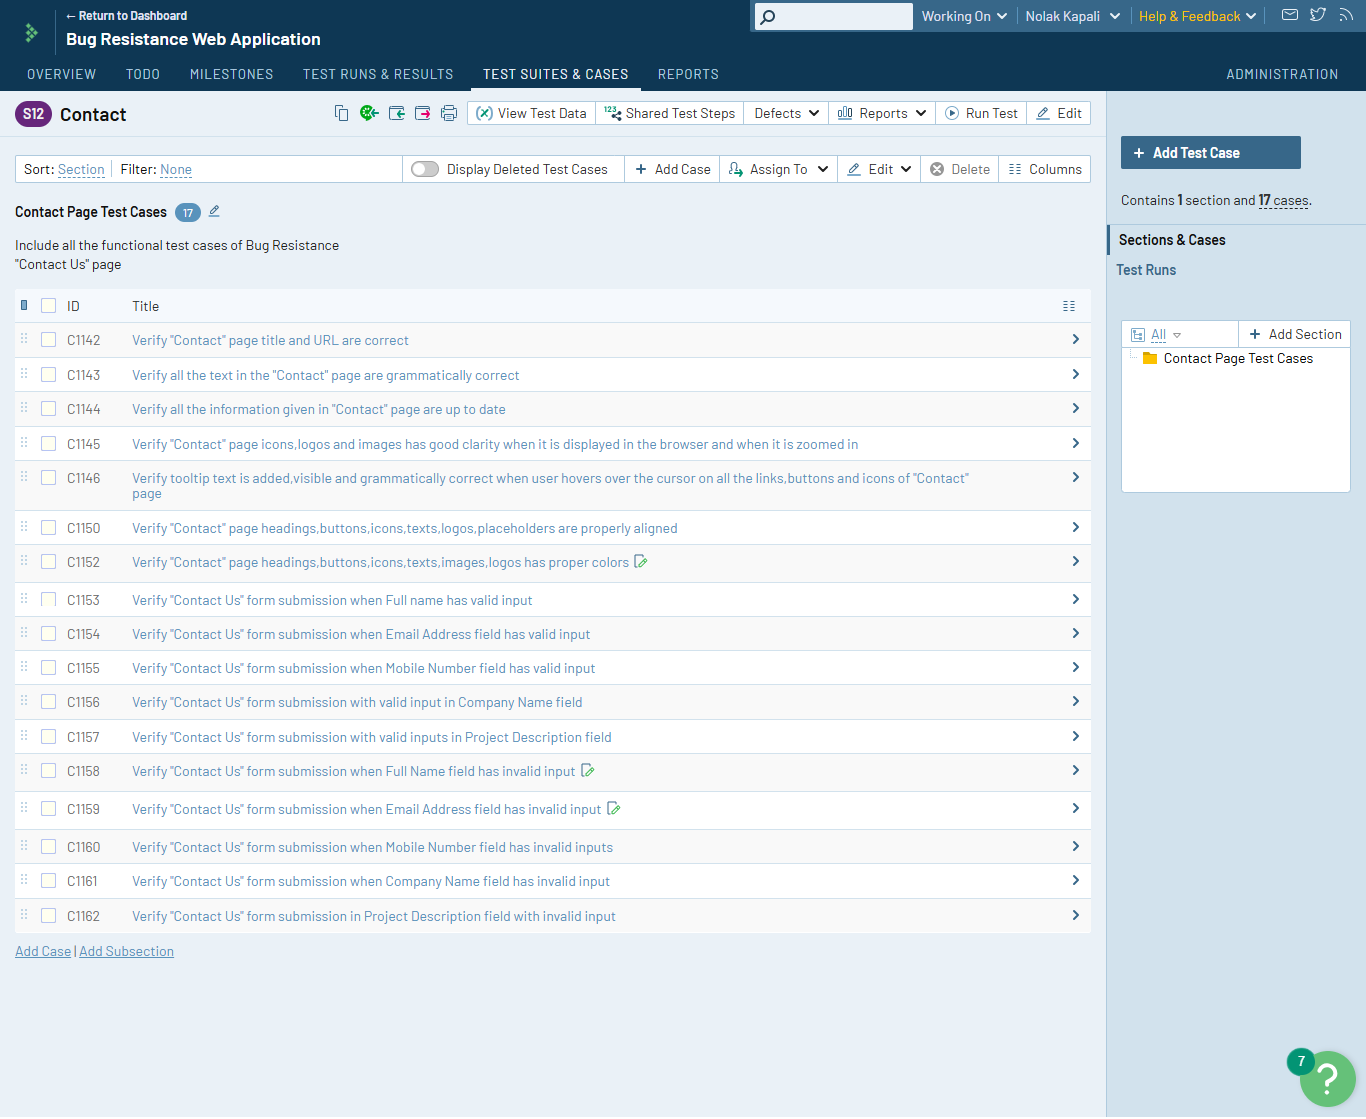 ← Return to Dashboard
Bug Resistance Web Application
Working On
Nolak Kapali
Help & Feedback
OVERVIEW TODO MILESTONES TEST RUNS & RESULTS TEST SUITES & CASES REPORTS ADMINISTRATION
S12 Contact
View Test Data Shared Test Steps Defects Reports Run Test Edit
Sort: Section Filter: None Display Deleted Test Cases + Add Case Assign To Edit Delete Columns
Contact Page Test Cases 17
Include all the functional test cases of Bug Resistance
"Contact Us" page
ID Title
C1142 Verify "Contact" page title and URL are correct
C1143 Verify all the text in the "Contact" page are grammatically correct
C1144 Verify all the information given in "Contact" page are up to date
C1145 Verify "Contact" page icons,logos and images has good clarity when it is displayed in the browser and when it is zoomed in
C1146 Verify tooltip text is added,visible and grammatically correct when user hovers over the cursor on all the links,buttons and icons of "Contact"
page
C1150 Verify "Contact" page headings,buttons,icons,texts,logos,placeholders are properly aligned
C1152 Verify "Contact" page headings,buttons,icons,texts,images,logos has proper colors
C1153 Verify "Contact Us" form submission when Full name has valid input
C1154 Verify "Contact Us" form submission when Email Address field has valid input
C1155 Verify "Contact Us" form submission when Mobile Number field has valid input
C1156 Verify "Contact Us" form submission with valid input in Company Name field
C1157 Verify "Contact Us" form submission with valid inputs in Project Description field
C1158 Verify "Contact Us" form submission when Full Name field has invalid input
C1159 Verify "Contact Us" form submission when Email Address field has invalid input
C1160 Verify "Contact Us" form submission when Mobile Number field has invalid inputs
C1161 Verify "Contact Us" form submission when Company Name field has invalid input
C1162 Verify "Contact Us" form submission in Project Description field with invalid input
Add Case | Add Subsection
+ Add Test Case
Contains 1 section and 17 cases.
Sections & Cases
Test Runs
All + Add Section
Contact Page Test Cases
7
?